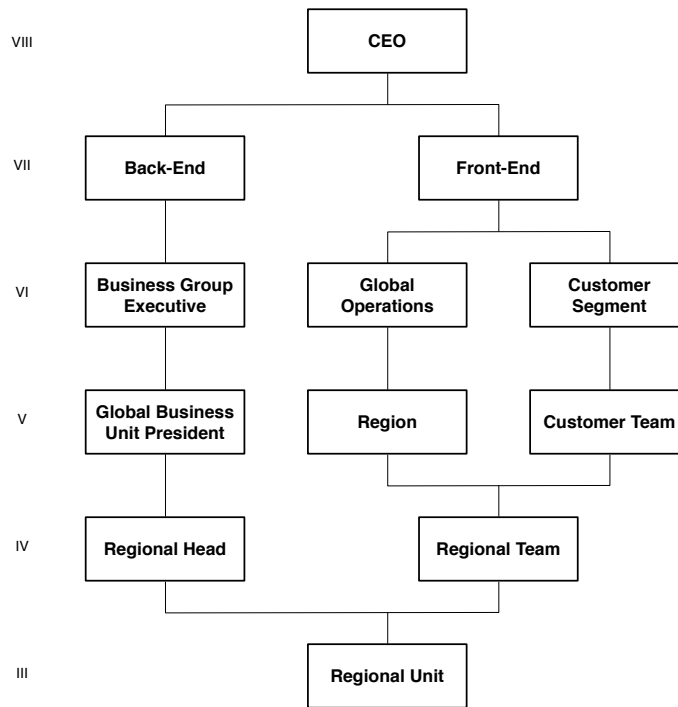 VIII
CEO
VII
Back-End
Front-End
VI
Business Group
Executive
Global
Operations
Customer
Segment
V
Global Business
Unit President
Region
Customer Team
IV
Regional Head
Regional Team
III
Regional Unit